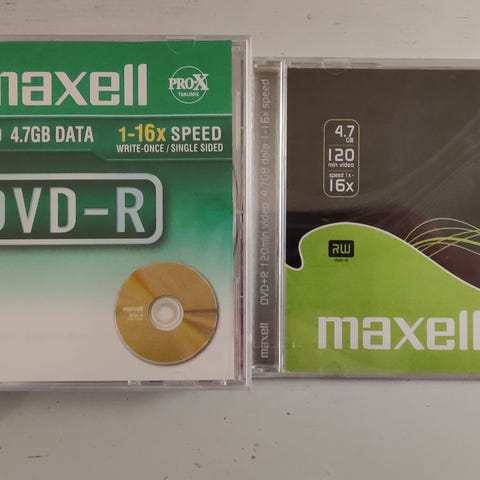 maxell
PROX
TAKUMIX
4.7GB DATA
1-16x SPEED
WRITE-ONCE / SINGLE SIDED
DVD-R
maxell
maxell DVD+R 120min video 4.7GB data 1-16x speed
4.7
GB
120
min video
speed 1x-
16x
RW
maxell